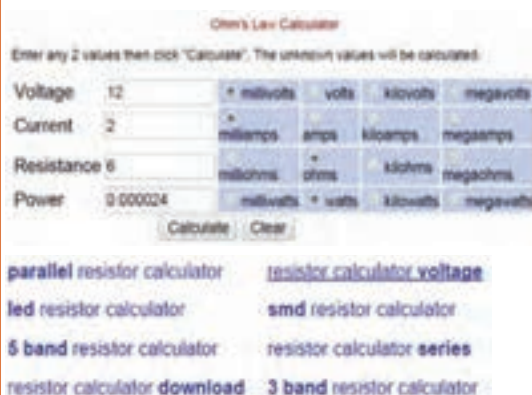 Ohm's Law Calculator
Enter any 2 values then click "Calculate". The unknown values will be calculated.
Voltage 12 millivolts volts kilovolts megavolts
Current 2 milliamps amps kiloamps megaamps
Resistance 6 milliohms ohms kilohms megaohms
Power 0.000024 milliwatts watts kilowatts megawatts
Calculate Clear
parallel resistor calculator resistor calculator voltage
led resistor calculator smd resistor calculator
5 band resistor calculator resistor calculator series
resistor calculator download 3 band resistor calculator